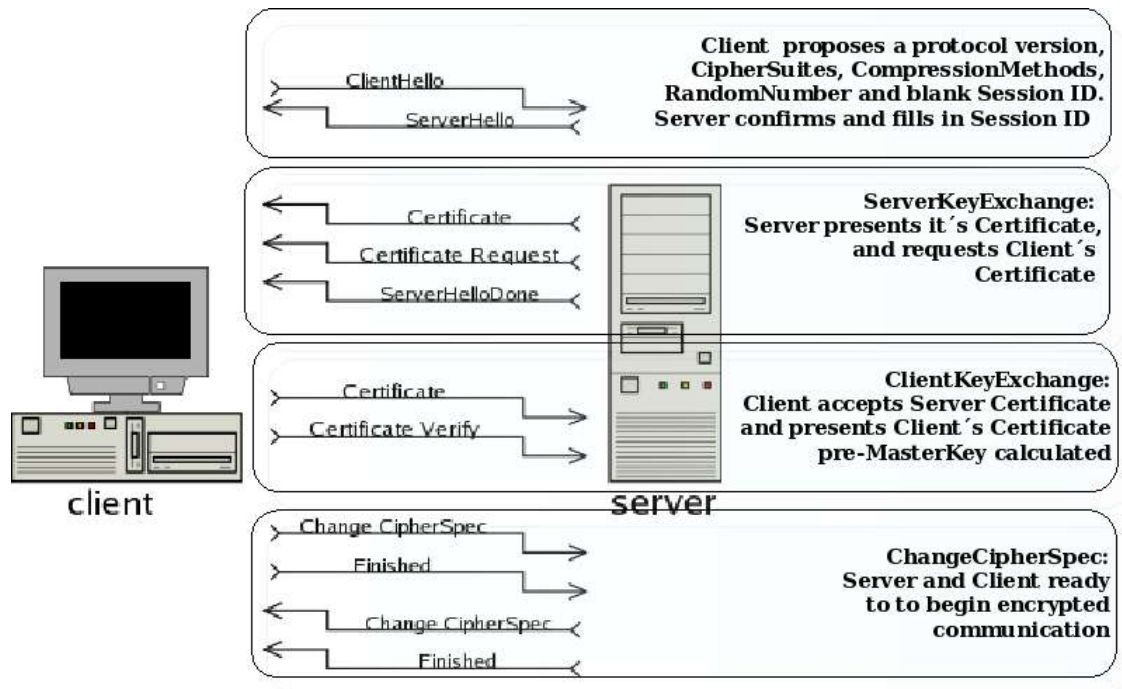 ClientHello
ServerHello
Client proposes a protocol version,
CipherSuites, CompressionMethods,
RandomNumber and blank Session ID.
Server confirms and fills in Session ID
Certificate
Certificate Request
ServerHelloDone
ServerKeyExchange:
Server presents it´s Certificate,
and requests Client´s
Certificate
Certificate
Certificate Verify
ClientKeyExchange:
Client accepts Server Certificate
and presents Client´s Certificate
pre-MasterKey calculated
client
server
Change CipherSpec
Finished
Change CipherSpec
Finished
ChangeCipherSpec:
Server and Client ready
to to begin encrypted
communication